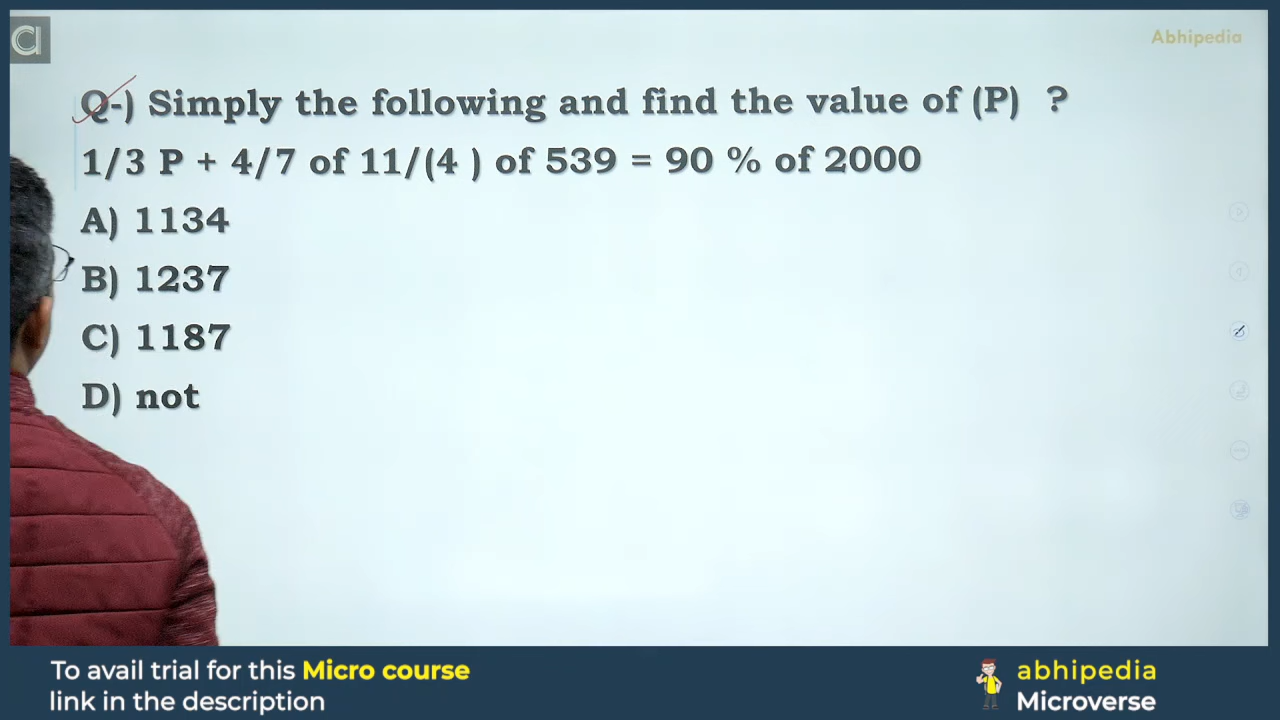 a
Abhipedia
Q-) Simply the following and find the value of (P) ?
1/3 P + 4/7 of 11/(4 ) of 539 = 90 % of 2000
A) 1134
B) 1237
C) 1187
D) not
To avail trial for this Micro course
link in the description
abhipedia
Microverse